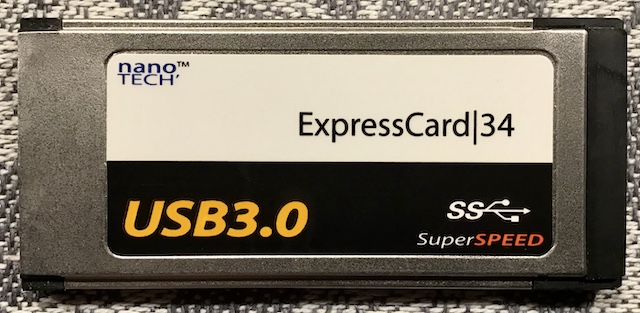 nano™
TECH'
ExpressCard|34
USB3.0
SS
SuperSPEED